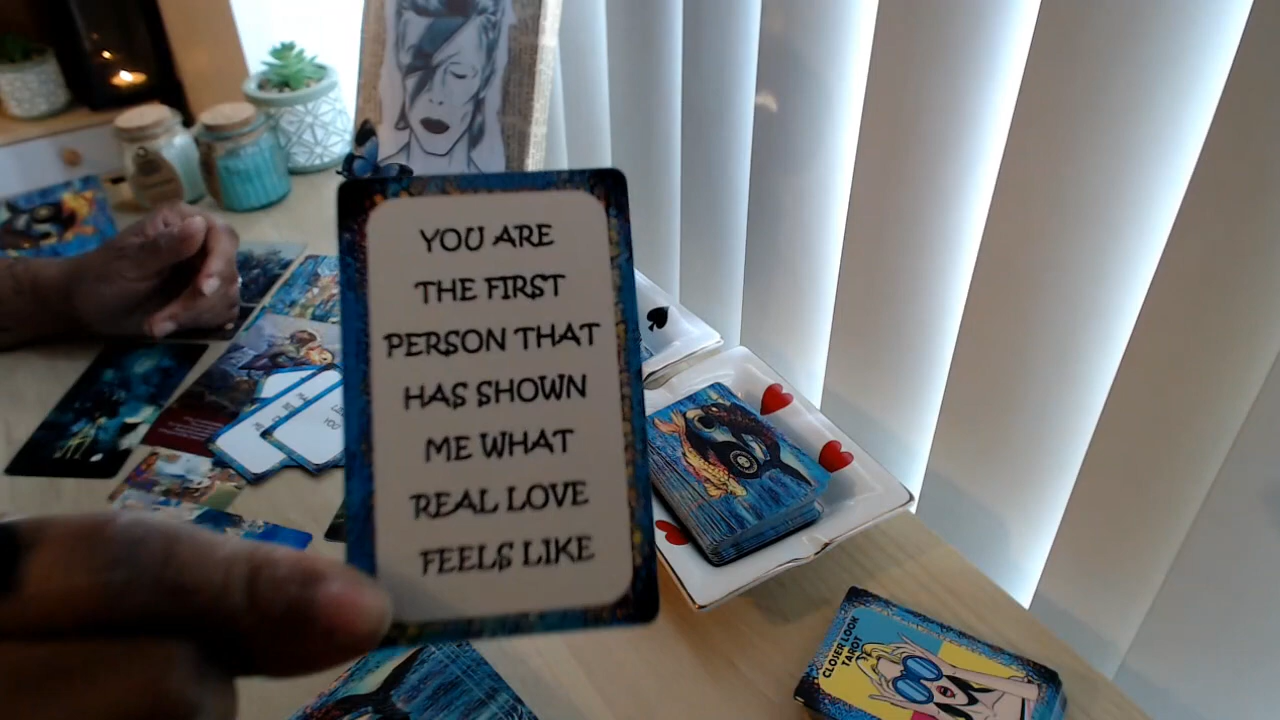 YOU ARE
THE FIRST
PERSON THAT
HAS SHOWN
ME WHAT
REAL LOVE
FEELS LIKE
CLOSER LOOK
TAROT